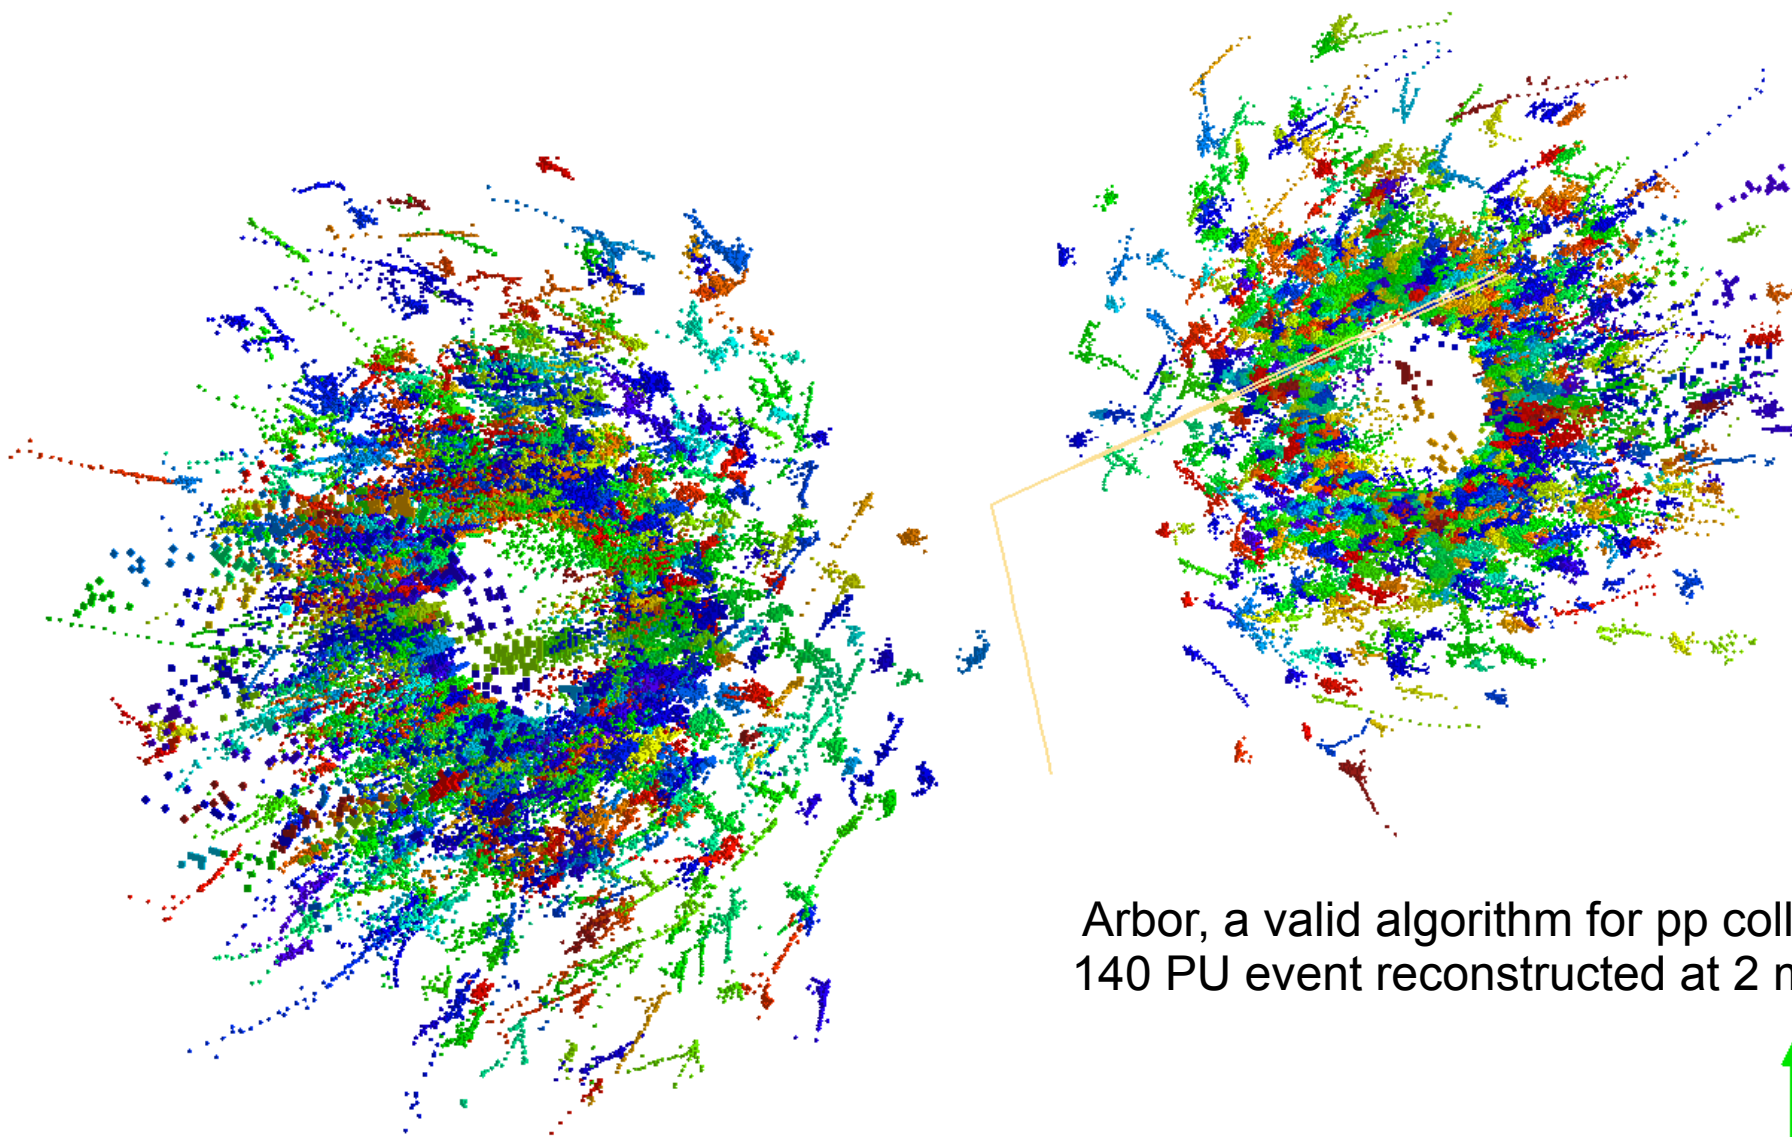 Arbor, a valid algorithm for pp coll
140 PU event reconstructed at 2